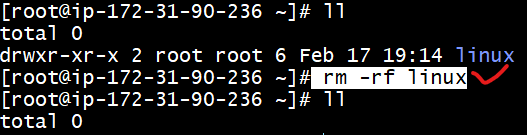 [root@ip-172-31-90-236 ~]# ll
total 0
drwxr-xr-x 2 root root 6 Feb 17 19:14 linux
[root@ip-172-31-90-236 ~]# rm -rf linux
[root@ip-172-31-90-236 ~]# ll
total 0